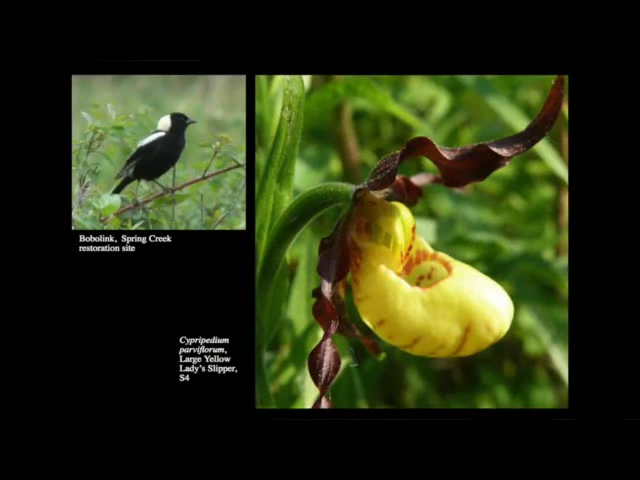 Bobolink, Spring Creek
restoration site
Cypripedium
parviflorum,
Large Yellow
Lady's Slipper,
S4